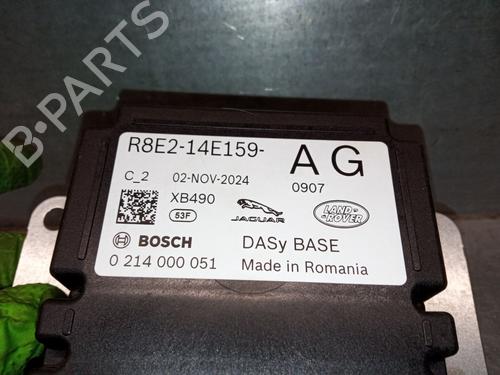 B-PARTS
R8E2-14E159- AG
C_2 02-NOV-2024 0907
XB490
53F JAGUAR LAND ROVER
BOSCH DASy BASE
0 214 000 051 Made in Romania